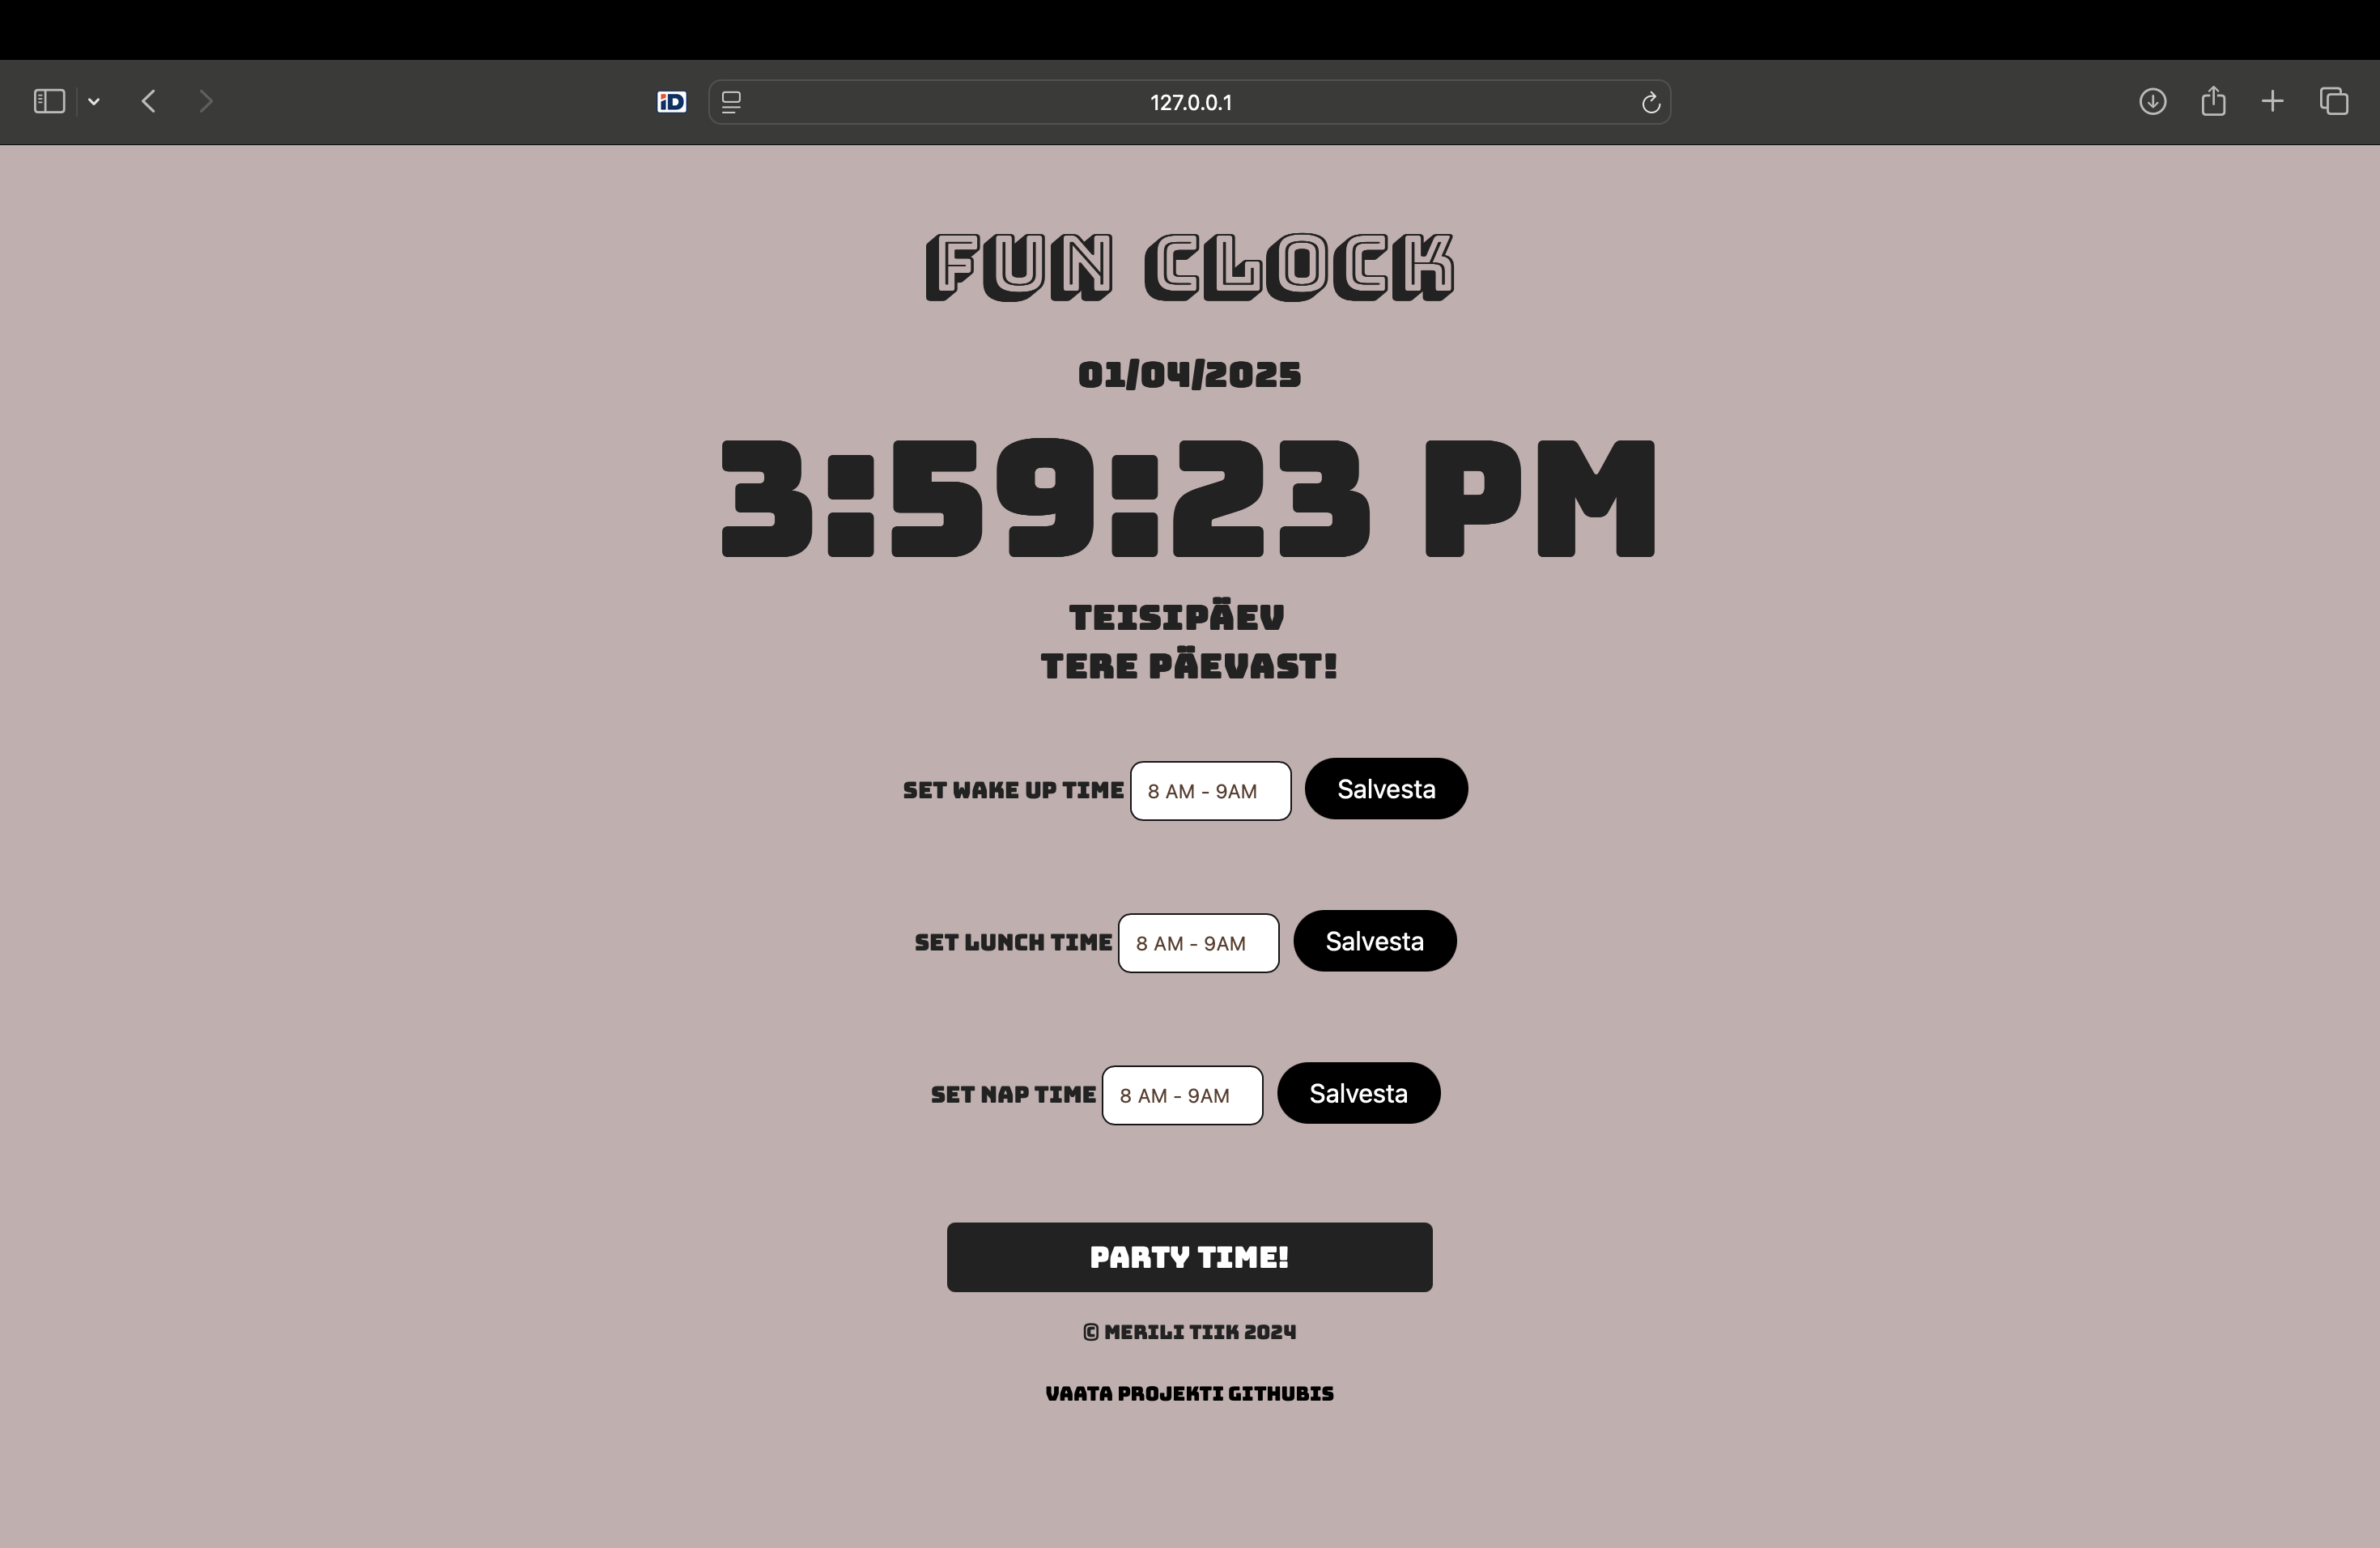 iD
127.0.0.1
FUN CLOCK
01/04/2025
3:59:23 PM
TEISIPÄEV
TERE PÄEVAST!
SET WAKE UP TIME 8 AM - 9AM Salvesta
SET LUNCH TIME 8 AM - 9AM Salvesta
SET NAP TIME 8 AM - 9AM Salvesta
PARTY TIME!
© MERILI TIIK 2024
VAATA PROJEKTI GITHUBIS